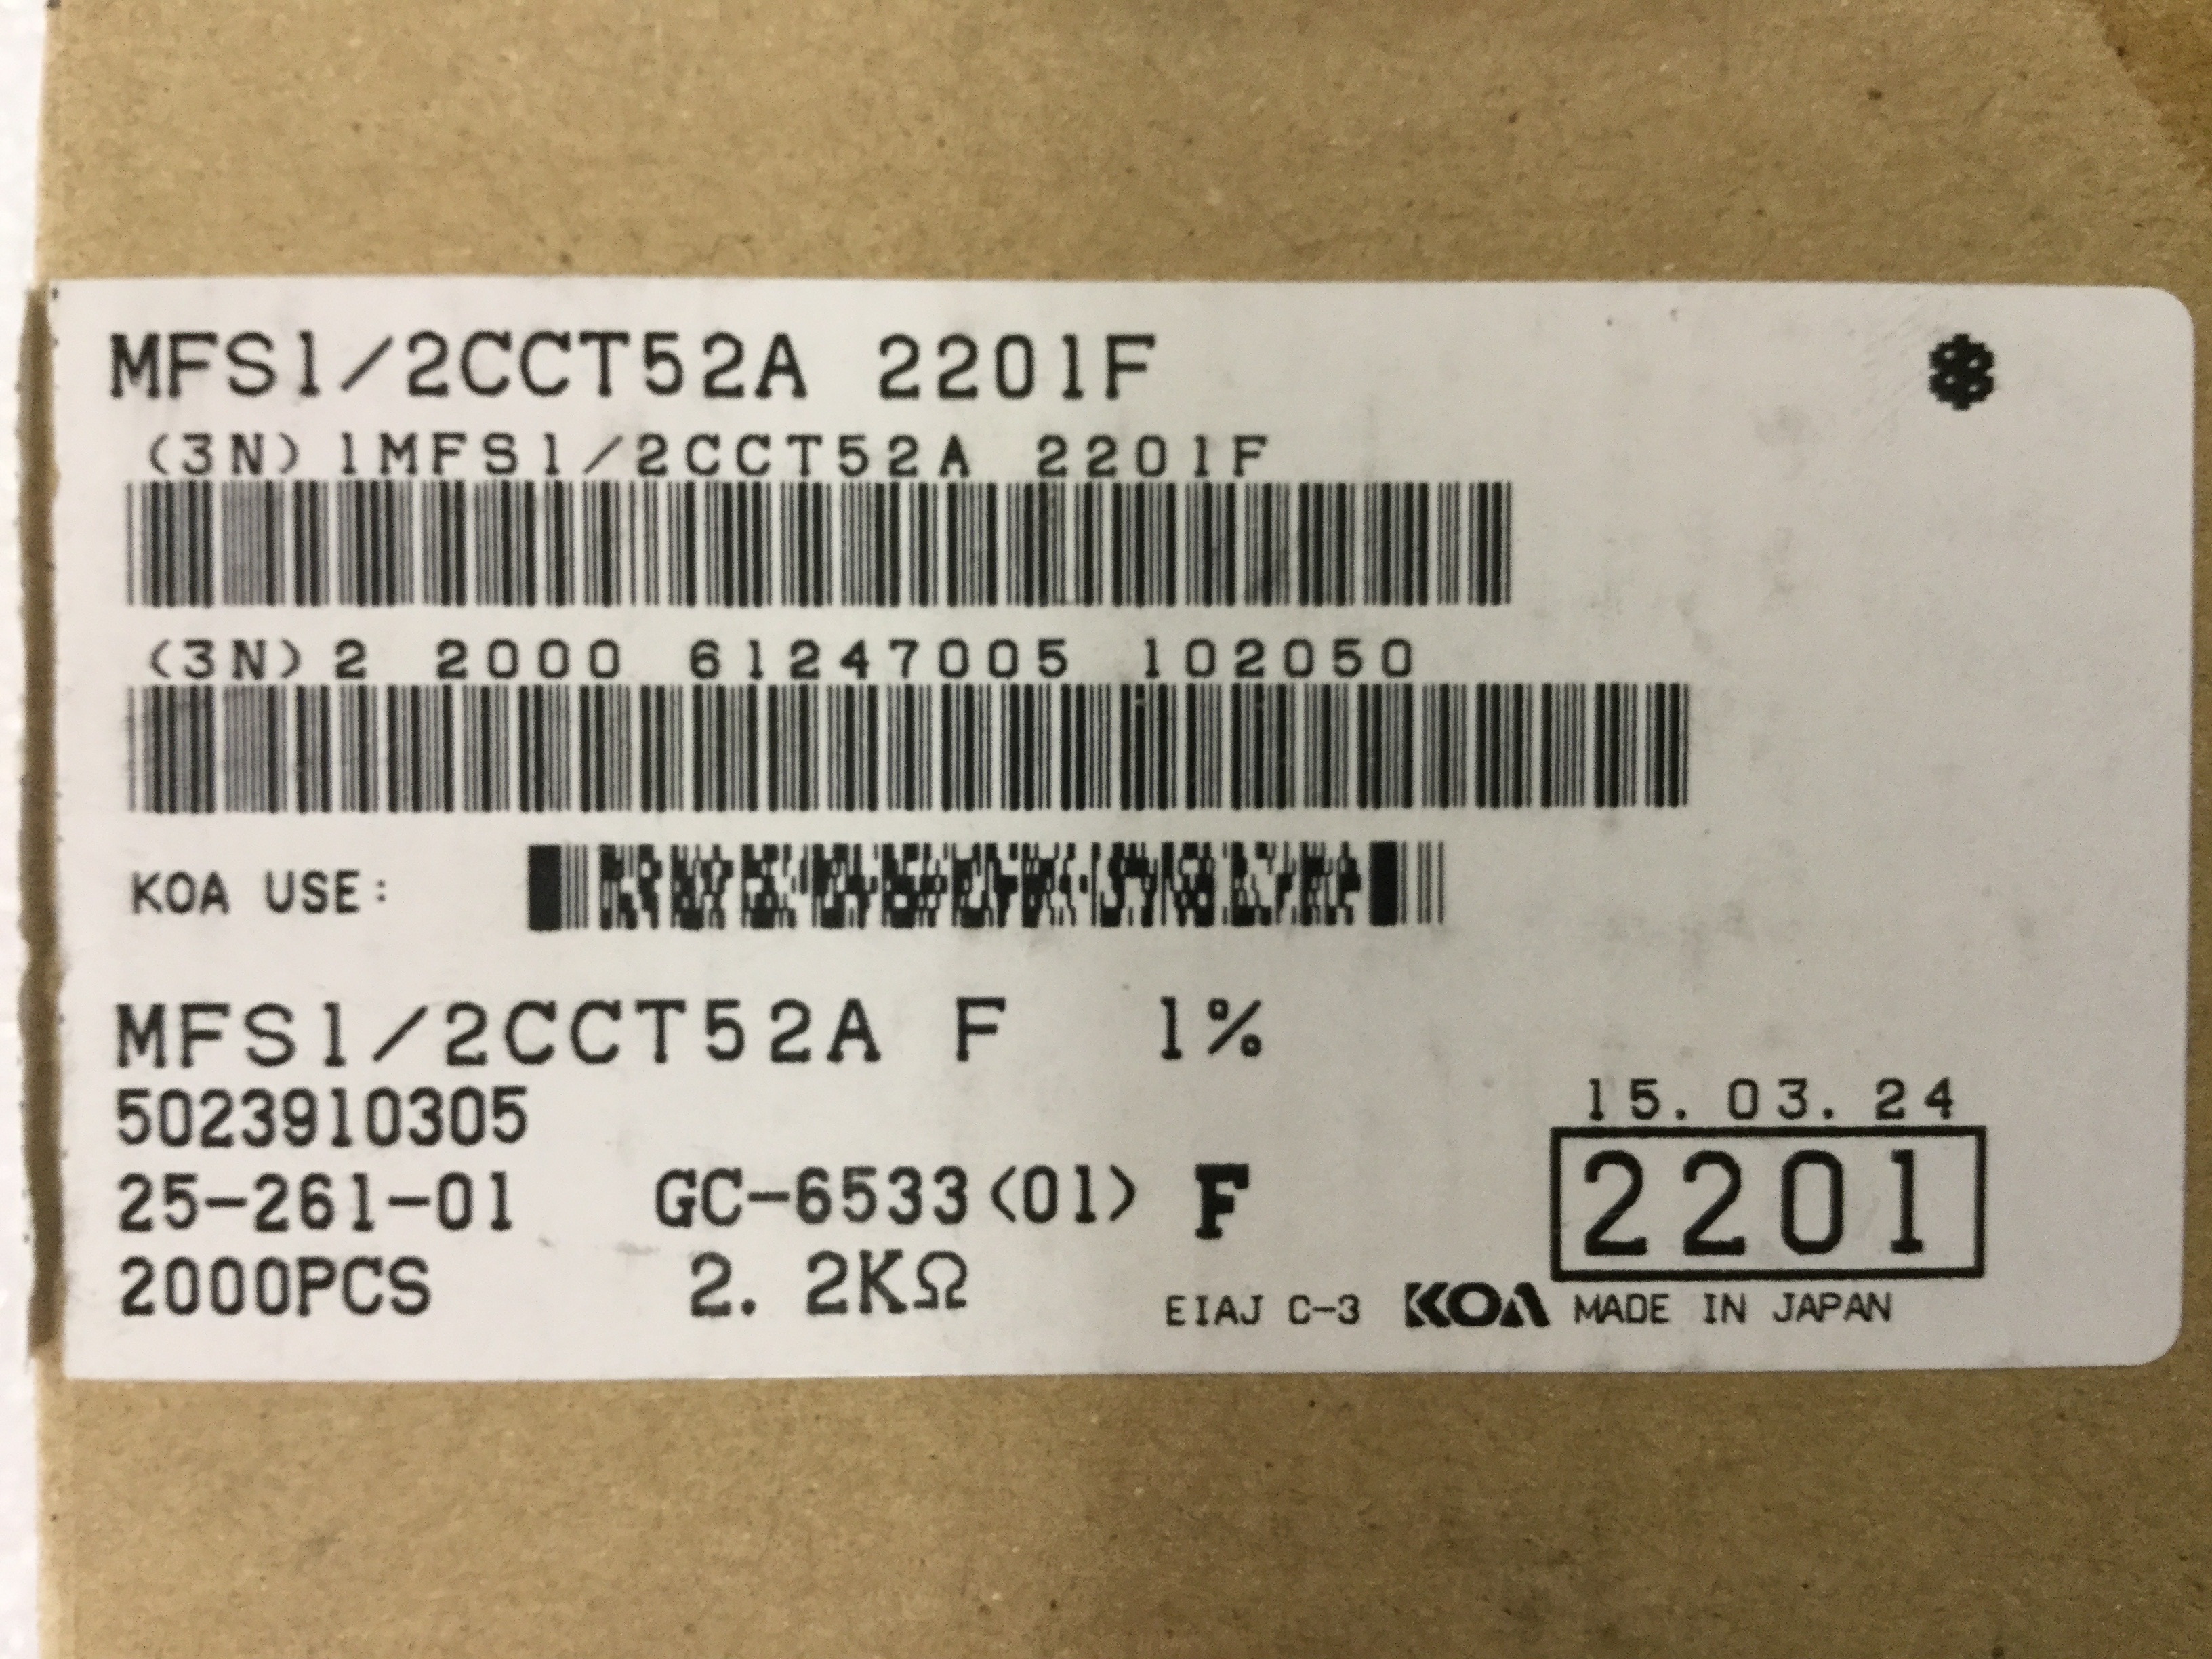 MFS1/2CCT52A 2201F
(3N)1MFS1/2CCT52A 2201F
(3N)2 2000 61247005 102050
KOA USE:
MFS1/2CCT52A F 1%
5023910305
15.03.24
25-261-01 GC-6533<01> F
2201
2000PCS 2.2KΩ
EIAJ C-3 KOA MADE IN JAPAN